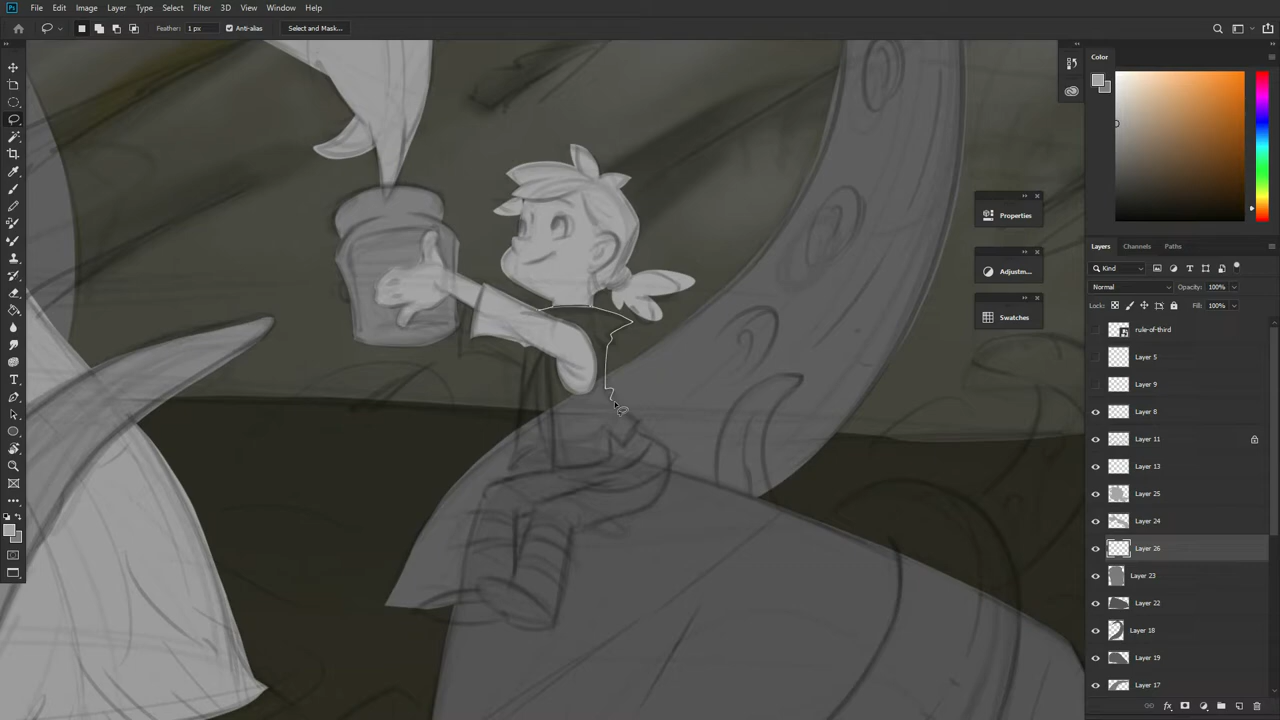 Ps File Edit Image Layer Type Select Filter 3D View Window Help
Feather: 1 px Anti-alias Select and Mask...
Color
Properties
Adjustm...
Swatches
Layers Channels Paths
Kind
Normal Opacity: 100%
Lock: Fill: 100%
rule-of-third
Layer 5
Layer 9
Layer 8
Layer 11
Layer 13
Layer 25
Layer 24
Layer 26
Layer 23
Layer 22
Layer 18
Layer 19
Layer 17